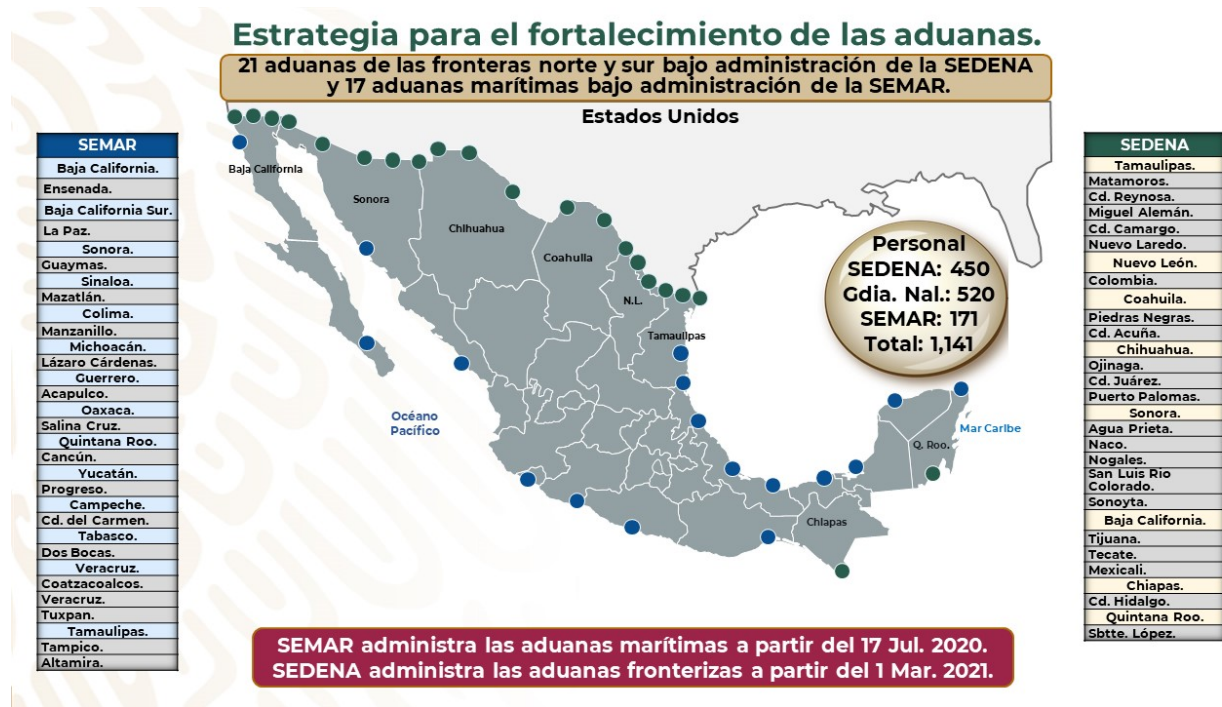 Estrategia para el fortalecimiento de las aduanas.
21 aduanas de las fronteras norte y sur bajo administración de la SEDENA
y 17 aduanas marítimas bajo administración de la SEMAR.
SEMAR
Baja California.
Ensenada.
Baja California Sur.
La Paz.
Sonora.
Guaymas.
Sinaloa.
Mazatlán.
Colima.
Manzanillo.
Michoacán.
Lázaro Cárdenas.
Guerrero.
Acapulco.
Oaxaca.
Salina Cruz.
Quintana Roo.
Cancún.
Yucatán.
Progreso.
Campeche.
Cd. del Carmen.
Tabasco.
Dos Bocas.
Veracruz.
Coatzacoalcos.
Veracruz.
Tuxpan.
Tamaulipas.
Tampico.
Altamira.
Estados Unidos
Baja California
Sonora
Chihuahua
Coahuila
N.L.
Tamaulipas
Océano
Pacífico
Mar Caribe
Q. Roo.
Chiapas
Personal
SEDENA: 450
Gdia. Nal.: 520
SEMAR: 171
Total: 1,141
SEDENA
Tamaulipas.
Matamoros.
Cd. Reynosa.
Miguel Alemán.
Cd. Camargo.
Nuevo Laredo.
Nuevo León.
Colombia.
Coahuila.
Piedras Negras.
Cd. Acuña.
Chihuahua.
Ojinaga.
Cd. Juárez.
Puerto Palomas.
Sonora.
Agua Prieta.
Naco.
Nogales.
San Luis Rio
Colorado.
Sonoyta.
Baja California.
Tijuana.
Tecate.
Mexicali.
Chiapas.
Cd. Hidalgo.
Quintana Roo.
Sbtte. López.
SEMAR administra las aduanas marítimas a partir del 17 Jul. 2020.
SEDENA administra las aduanas fronterizas a partir del 1 Mar. 2021.